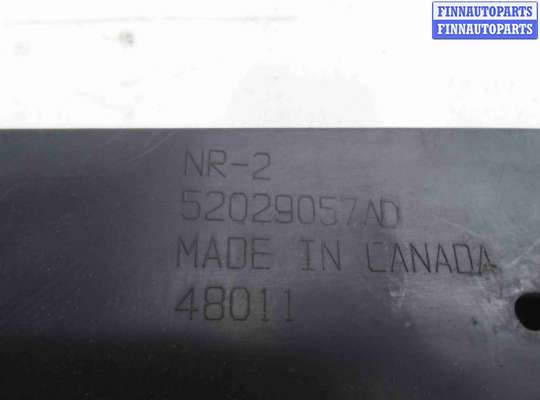 FINNAUTOPARTS
FINNAUTOPARTS
NR-2
52029057AD
MADE IN CANADA
48011